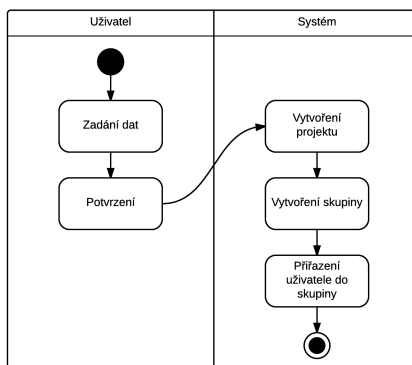 Uživatel
Systém
Zadání dat
Potvrzení
Vytvoření
projektu
Vytvoření skupiny
Přiřazení
uživatele do
skupiny